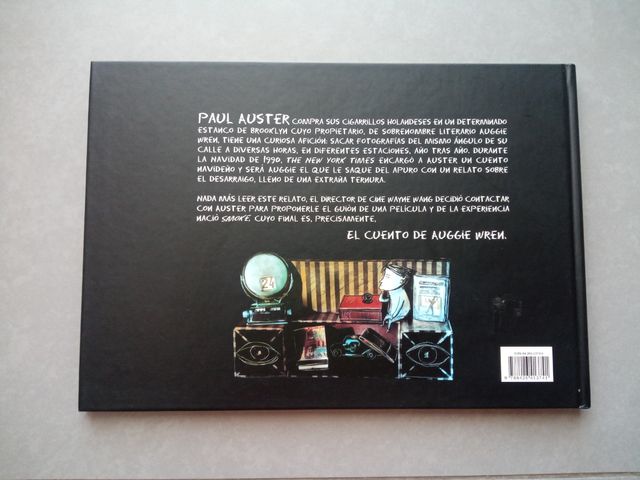 PAUL AUSTER COMPRA SUS CIGARRILLOS HOLANDESES EN UN DETERMINADO
ESTANCO DE BROOKLYN CUYO PROPIETARIO, DE SOBRENOMBRE LITERARIO AUGGIE
WREN, TIENE UNA CURIOSA AFICIÓN: SACAR FOTOGRAFÍAS DEL MISMO ÁNGULO DE SU
CALLE A DIVERSAS HORAS, EN DIFERENTES ESTACIONES, AÑO TRAS AÑO. DURANTE
LA NAVIDAD DE 1990, THE NEW YORK TIMES ENCARGÓ A AUSTER UN CUENTO
NAVIDEÑO Y SERÁ AUGGIE EL QUE LE SAQUE DEL APURO CON UN RELATO SOBRE
EL DESARRAIGO, LLENO DE UNA EXTRAÑA TERNURA.
NADA MÁS LEER ESTE RELATO, EL DIRECTOR DE CINE WAYNE WANG DECIDIÓ CONTACTAR
CON AUSTER PARA PROPONERLE EL GUIÓN DE UNA PELÍCULA Y DE LA EXPERIENCIA
NACIÓ SMOKE, CUYO FINAL ES, PRECISAMENTE,
EL CUENTO DE AUGGIE WREN.
24